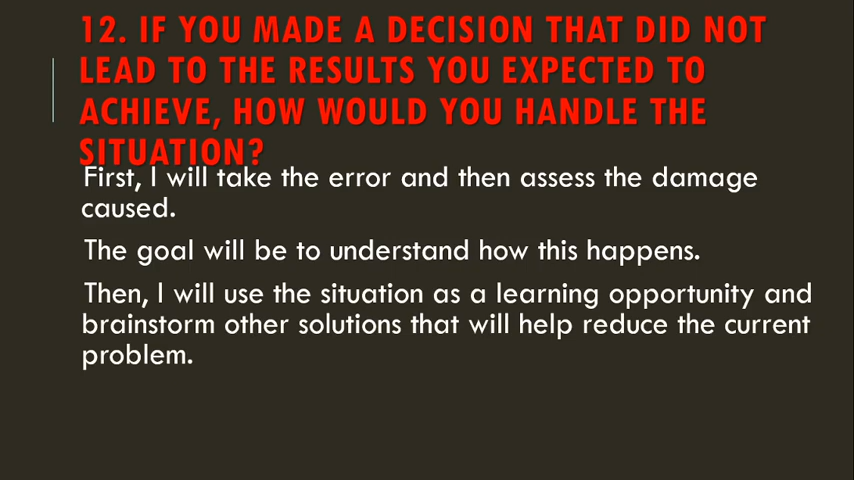 12. IF YOU MADE A DECISION THAT DID NOT
LEAD TO THE RESULTS YOU EXPECTED TO
ACHIEVE, HOW WOULD YOU HANDLE THE
SITUATION?
First, I will take the error and then assess the damage
caused.
The goal will be to understand how this happens.
Then, I will use the situation as a learning opportunity and
brainstorm other solutions that will help reduce the current
problem.